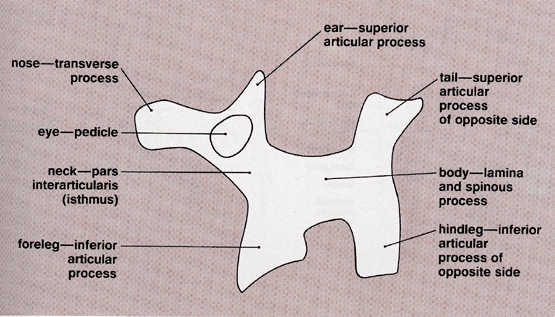 ear—superior
articular process
nose—transverse
process
tail—superior
articular
process
of opposite side
eye—pedicle
neck—pars
interarticularis
(isthmus)
body—lamina
and spinous
process
foreleg—inferior
articular
process
hindleg—inferior
articular
process of
opposite side